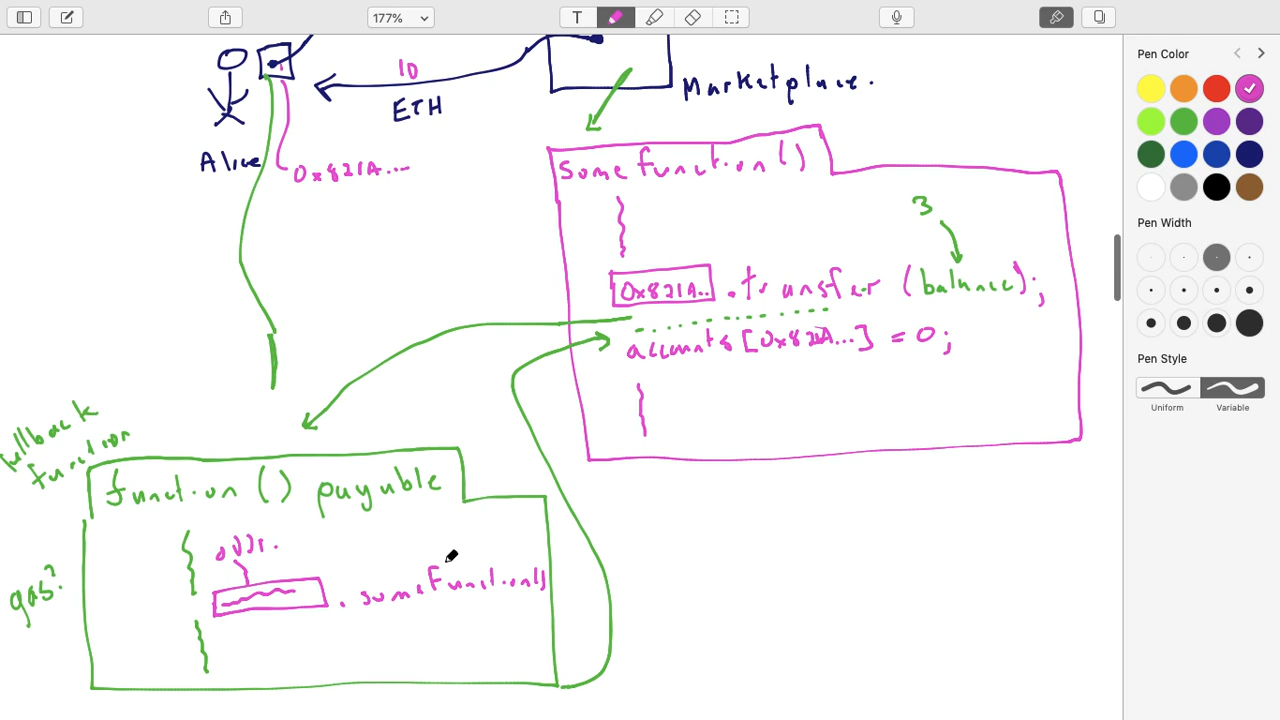 177%
T
10
ETH
Marketplace.
Alice
0x821A...
somefunction()
3
0x821A..
.transfer (balance);
accounts [0x821A...] = 0;
fallback
function
function () payable
gas?
addr.
. someFunction()
Pen Color
Pen Width
Pen Style
Uniform
Variable